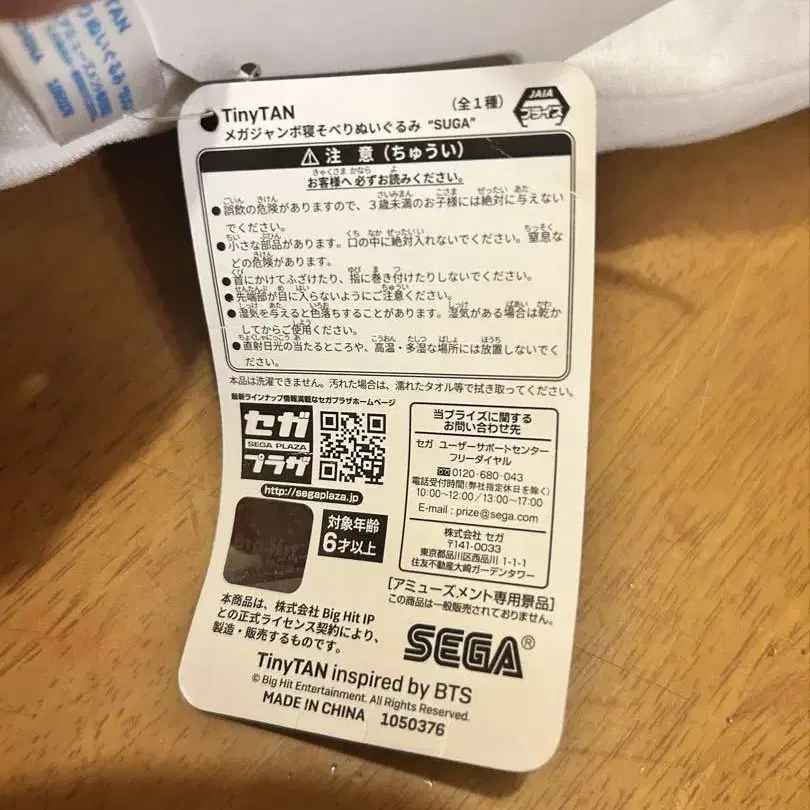 TinyTAN
(全1種)
JAIA
プライズ
メガジャンボ寝そべりぬいぐるみ “SUGA”
⚠注 意(ちゅうい)
お客様へ必ずお読みください。
●誤飲の危険がありますので、3歳未満のお子様には絶対に与えない
でください。
●小さな部品があります。口の中に絶対入れないでください。窒息な
どの危険があります。
●首にかけてふざけたり、指に巻き付けたりしないでください。
●先端部が目に入らないようにご注意ください。
●湿気を与えると色落ちすることがあります。湿気がある場合は乾か
してからご使用ください。
●直射日光の当たるところや、高温・多湿な場所には放置しないでく
ださい。
本品は洗濯できません。汚れた場合は、濡れたタオル等で拭き取ってください。
最新ラインナップ情報満載なセガプラザホームページ
セガ
SEGA PLAZA
プラザ
http://segaplaza.jp
対象年齢
6才以上
当プライズに関する
お問い合わせ先
セガ ユーザーサポートセンター
フリーダイヤル
0120-680-043
電話受付時間(弊社指定休日を除く)
10:00~12:00/13:00~17:00
E-mail : prize@sega.com
株式会社 セガ
〒141-0033
東京都品川区西品川 1-1-1
住友不動産大崎ガーデンタワー
[アミューズメント専用景品]
この商品は一般販売されておりません。
本商品は、株式会社 Big Hit IP
との正式ライセンス契約により、
製造・販売するものです。
SEGA®
TinyTAN inspired by BTS
© Big Hit Entertainment. All Rights Reserved.
MADE IN CHINA 1050376